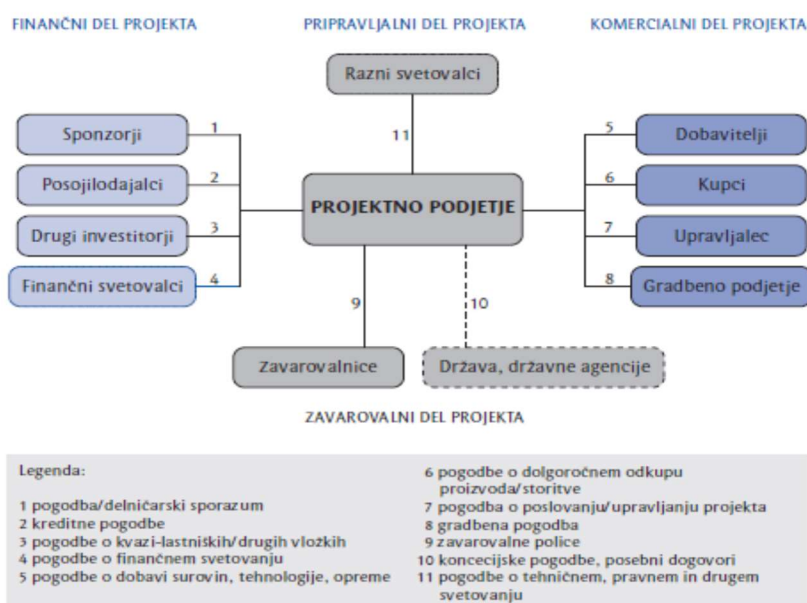 FINANČNI DEL PROJEKTA
PRIPRAVLJALNI DEL PROJEKTA
KOMERCIALNI DEL PROJEKTA
Razni svetovalci
11
Sponzorji
1
Posojilodajalci
2
Drugi investitorji
3
Finančni svetovalci
4
PROJEKTNO PODJETJE
5
Dobavitelji
6
Kupci
7
Upravljalec
8
Gradbeno podjetje
9
10
Zavarovalnice
Država, državne agencije
ZAVAROVALNI DEL PROJEKTA
Legenda:
1 pogodba/delničarski sporazum
2 kreditne pogodbe
3 pogodbe o kvazi-lastniških/drugih vložkih
4 pogodbe o finančnem svetovanju
5 pogodbe o dobavi surovin, tehnologije, opreme
6 pogodbe o dolgoročnem odkupu
proizvoda/storitve
7 pogodba o poslovanju/upravljanju projekta
8 gradbena pogodba
9 zavarovalne police
10 koncecijske pogodbe, posebni dogovori
11 pogodbe o tehničnem, pravnem in drugem
svetovanju